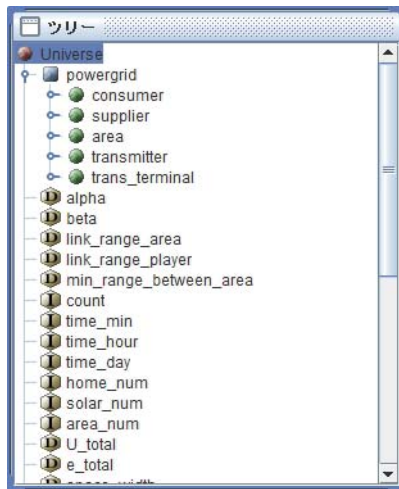 ツリー
Universe
powergrid
consumer
supplier
area
transmitter
trans_terminal
D alpha
D beta
D link_range_area
D link_range_player
D min_range_between_area
I count
I time_min
I time_hour
I time_day
I home_num
I solar_num
I area_num
D U_total
D e_total
space_width